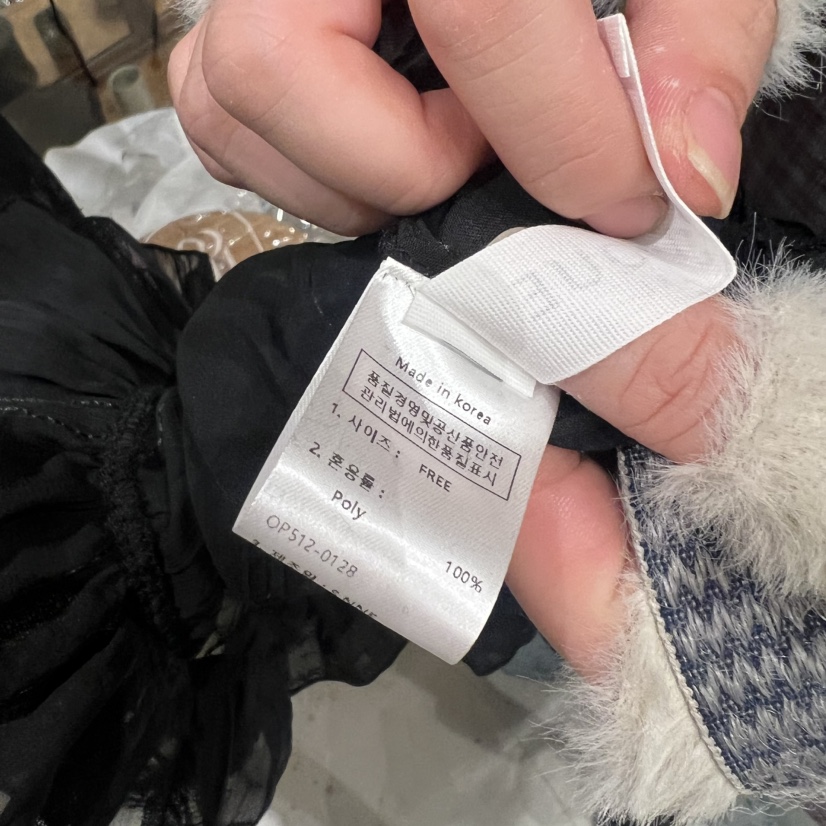 Made in korea
품질경영및공산품안전
관리법에의한품질표시
1. 사이즈 : FREE
2. 혼용률 :
Poly 100%
OP512-0128